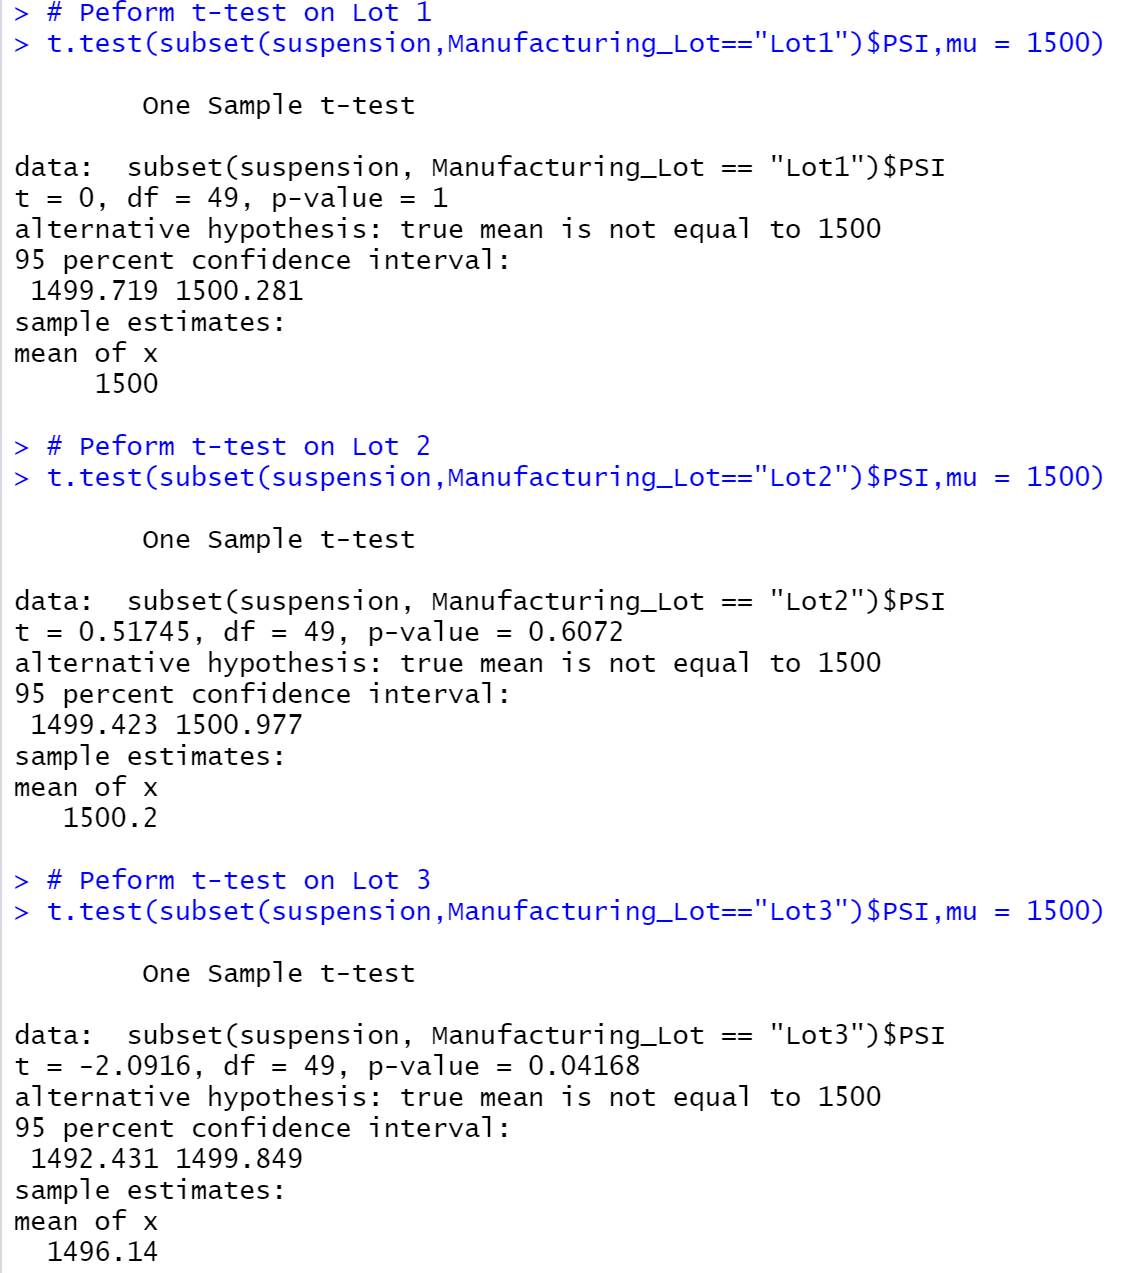 > # Peform t-test on Lot 1
> t.test(subset(suspension,Manufacturing_Lot=="Lot1")$PSI,mu = 1500)
One Sample t-test
data:  subset(suspension, Manufacturing_Lot == "Lot1")$PSI
t = 0, df = 49, p-value = 1
alternative hypothesis: true mean is not equal to 1500
95 percent confidence interval:
1499.719 1500.281
sample estimates:
mean of x
1500
> # Peform t-test on Lot 2
> t.test(subset(suspension,Manufacturing_Lot=="Lot2")$PSI,mu = 1500)
One Sample t-test
data:  subset(suspension, Manufacturing_Lot == "Lot2")$PSI
t = 0.51745, df = 49, p-value = 0.6072
alternative hypothesis: true mean is not equal to 1500
95 percent confidence interval:
1499.423 1500.977
sample estimates:
mean of x
1500.2
> # Peform t-test on Lot 3
> t.test(subset(suspension,Manufacturing_Lot=="Lot3")$PSI,mu = 1500)
One Sample t-test
data:  subset(suspension, Manufacturing_Lot == "Lot3")$PSI
t = -2.0916, df = 49, p-value = 0.04168
alternative hypothesis: true mean is not equal to 1500
95 percent confidence interval:
1492.431 1499.849
sample estimates:
mean of x
1496.14